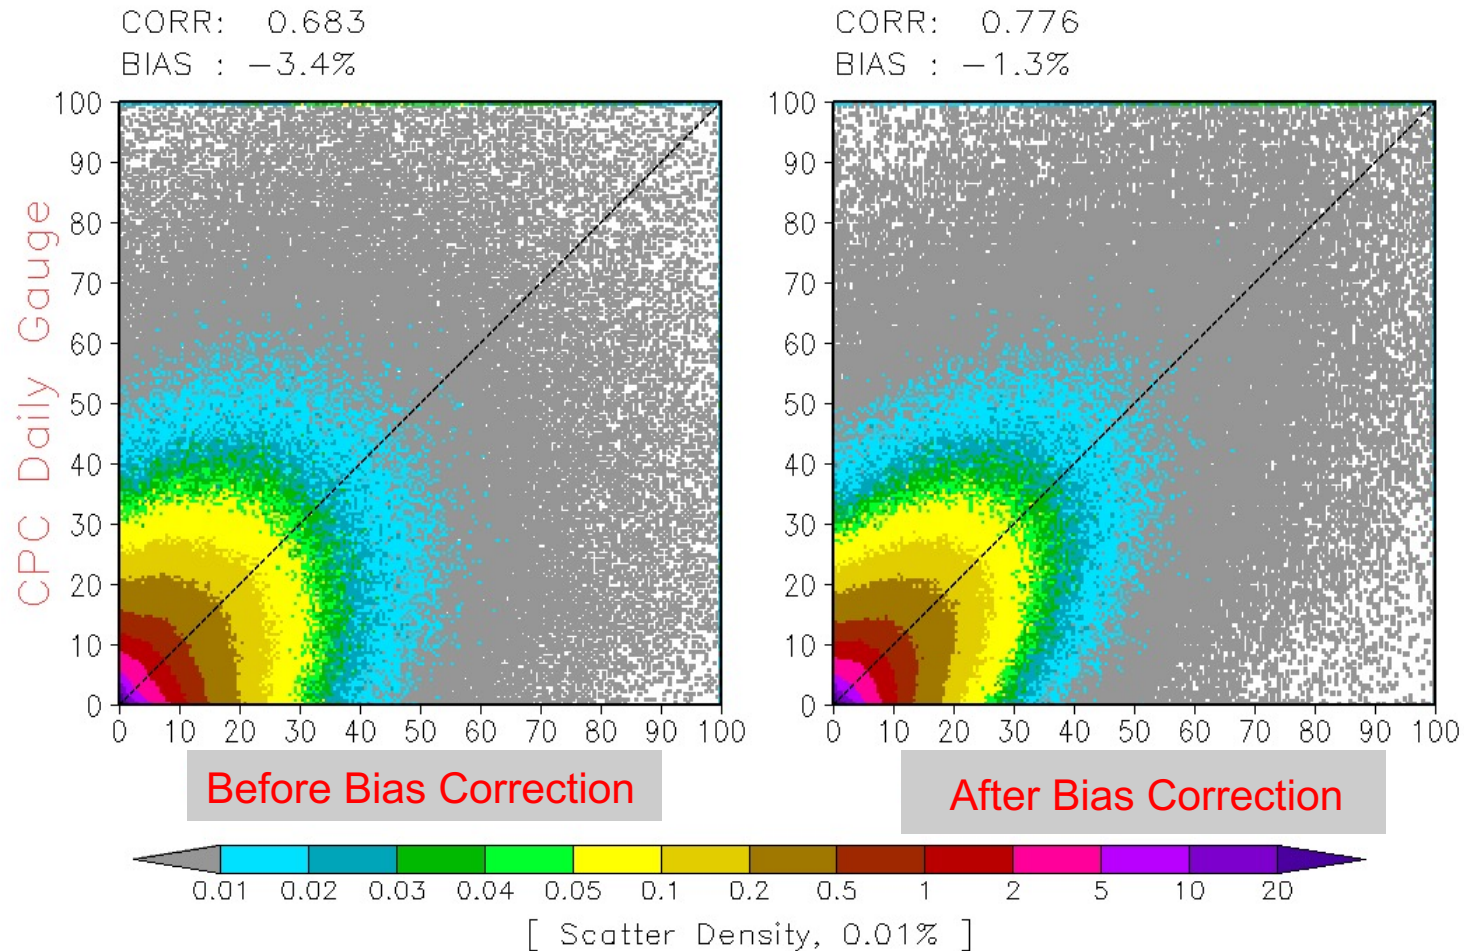 CORR: 0.683
BIAS : −3.4%
CORR: 0.776
BIAS : −1.3%
CPC Daily Gauge
100
90
80
70
60
50
40
30
20
10
0
0 10 20 30 40 50 60 70 80 90 100
100
90
80
70
60
50
40
30
20
10
0
0 10 20 30 40 50 60 70 80 90 100
Before Bias Correction
After Bias Correction
0.01 0.02 0.03 0.04 0.05 0.1 0.2 0.5 1 2 5 10 20
[ Scatter Density, 0.01% ]